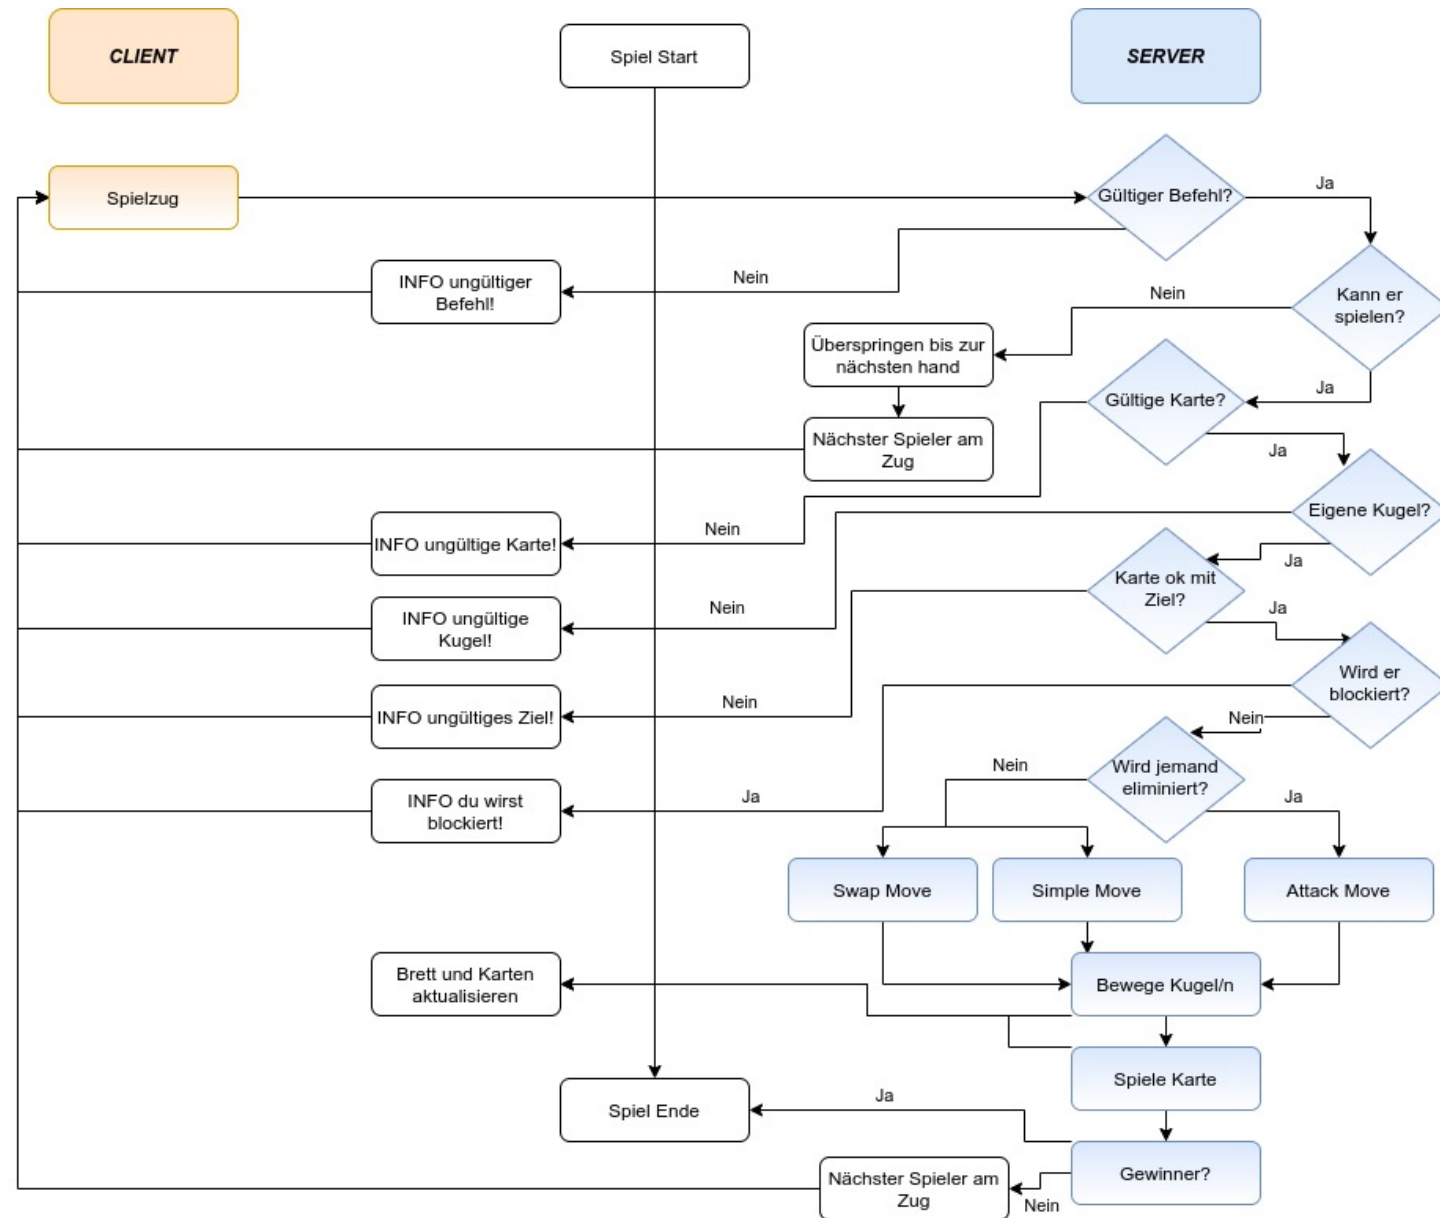 CLIENT
Spiel Start
SERVER
Spielzug
Gültiger Befehl?
Ja
INFO ungültiger
Befehl!
Nein
Nein
Kann er
spielen?
Überspringen bis zur
nächsten hand
Ja
Gültige Karte?
Nächster Spieler am
Zug
Ja
INFO ungültige Karte!
Nein
Eigene Kugel?
Ja
Karte ok mit
Ziel?
INFO ungültige
Kugel!
Nein
Ja
INFO ungültiges Ziel!
Nein
Wird er
blockiert?
Nein
Wird jemand
eliminiert?
Nein
INFO du wirst
blockiert!
Ja
Ja
Swap Move
Simple Move
Attack Move
Brett und Karten
aktualisieren
Bewege Kugel/n
Spiele Karte
Spiel Ende
Ja
Gewinner?
Nächster Spieler am
Zug
Nein